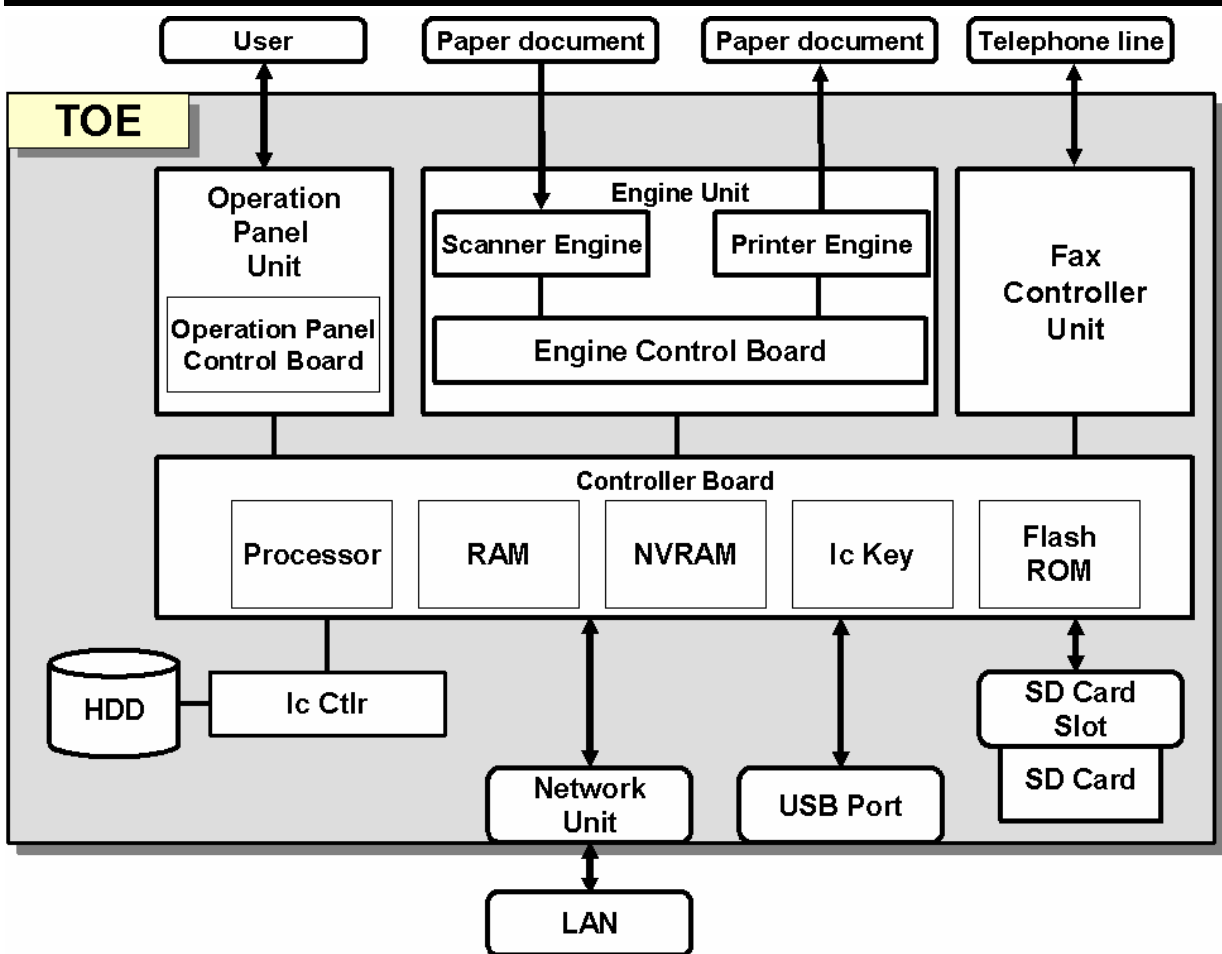 User
Paper document
Paper document
Telephone line
TOE
Operation
Panel
Unit
Operation Panel
Control Board
Engine Unit
Scanner Engine
Printer Engine
Engine Control Board
Fax
Controller
Unit
Controller Board
Processor
RAM
NVRAM
Ic Key
Flash
ROM
HDD
Ic Ctlr
Network
Unit
USB Port
SD Card
Slot
SD Card
LAN